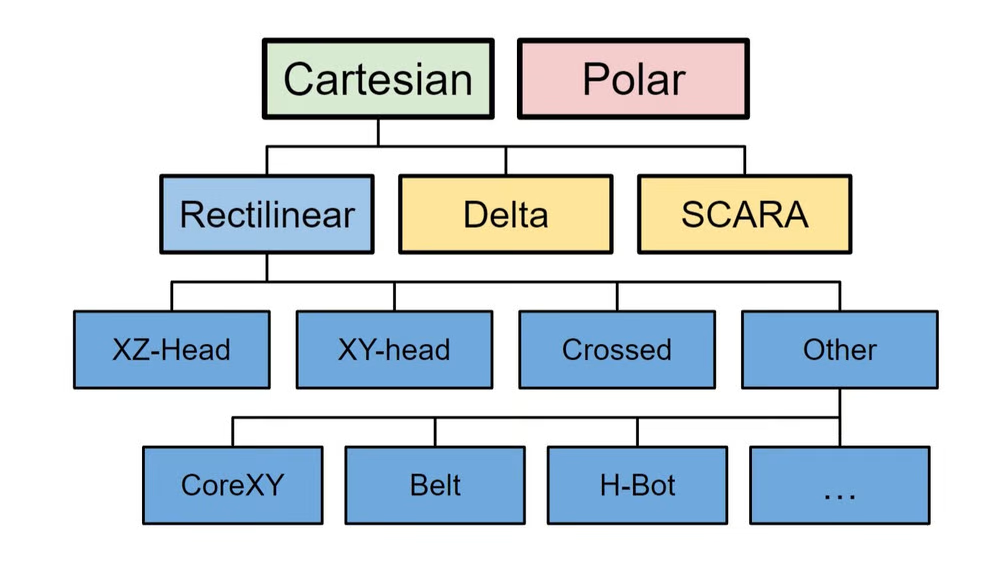 Cartesian
Polar
Rectilinear
Delta
SCARA
XZ-Head
XY-head
Crossed
Other
CoreXY
Belt
H-Bot
...